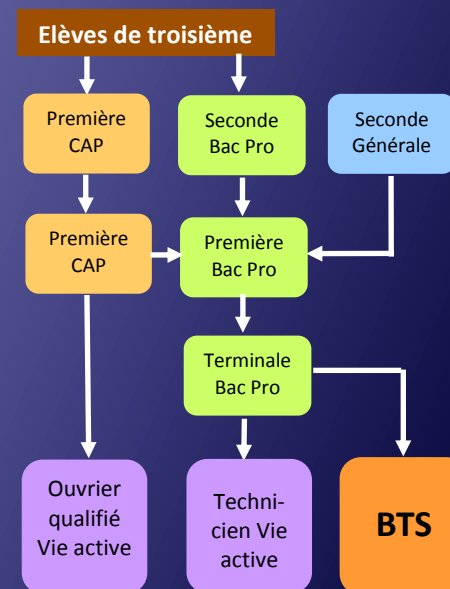 Elèves de troisième
Première
CAP
Seconde
Bac Pro
Seconde
Générale
Première
CAP
Première
Bac Pro
Terminale
Bac Pro
Ouvrier
qualifié
Vie active
Techni-
cien Vie
active
BTS